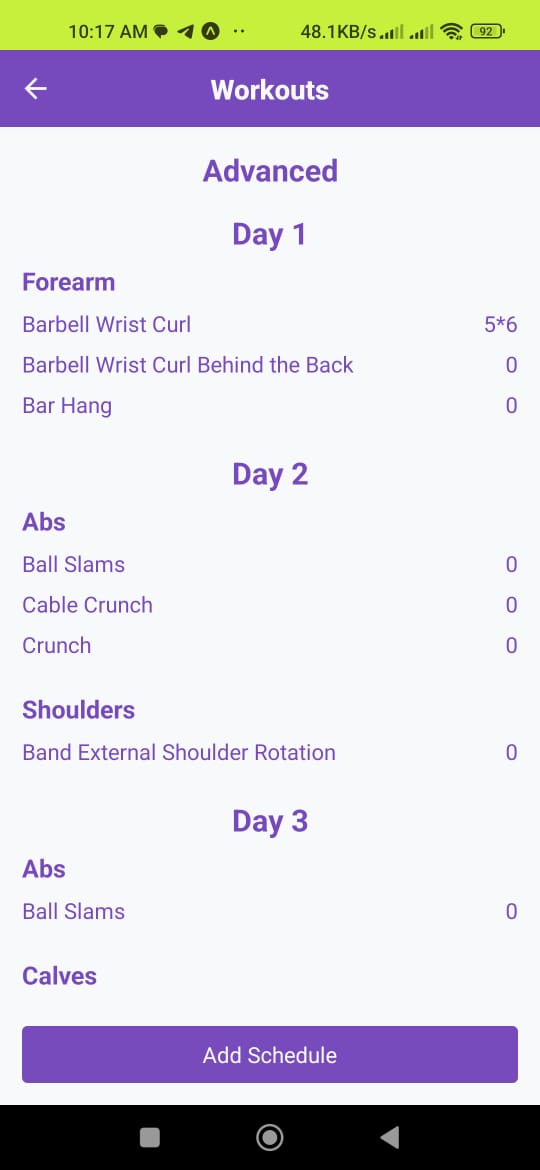 10:17 AM 48.1KB/s 92
Workouts
Advanced
Day 1
Forearm
Barbell Wrist Curl 5*6
Barbell Wrist Curl Behind the Back 0
Bar Hang 0
Day 2
Abs
Ball Slams 0
Cable Crunch 0
Crunch 0
Shoulders
Band External Shoulder Rotation 0
Day 3
Abs
Ball Slams 0
Calves
Add Schedule